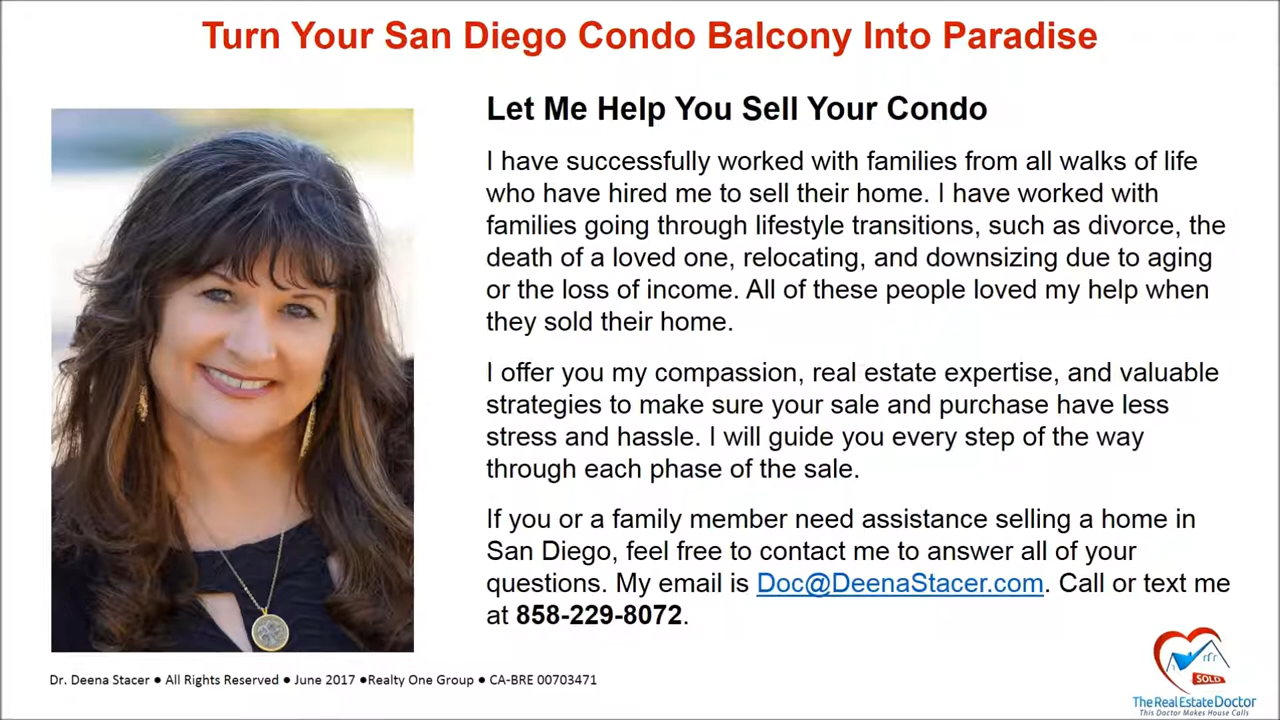 Turn Your San Diego Condo Balcony Into Paradise
Let Me Help You Sell Your Condo
I have successfully worked with families from all walks of life
who have hired me to sell their home. I have worked with
families going through lifestyle transitions, such as divorce, the
death of a loved one, relocating, and downsizing due to aging
or the loss of income. All of these people loved my help when
they sold their home.
I offer you my compassion, real estate expertise, and valuable
strategies to make sure your sale and purchase have less
stress and hassle. I will guide you every step of the way
through each phase of the sale.
If you or a family member need assistance selling a home in
San Diego, feel free to contact me to answer all of your
questions. My email is Doc@DeenaStacer.com. Call or text me
at 858-229-8072.
Dr. Deena Stacer ● All Rights Reserved ● June 2017 ●Realty One Group ● CA-BRE 00703471
SOLD
The Real Estate Doctor
This Doctor Makes House Calls